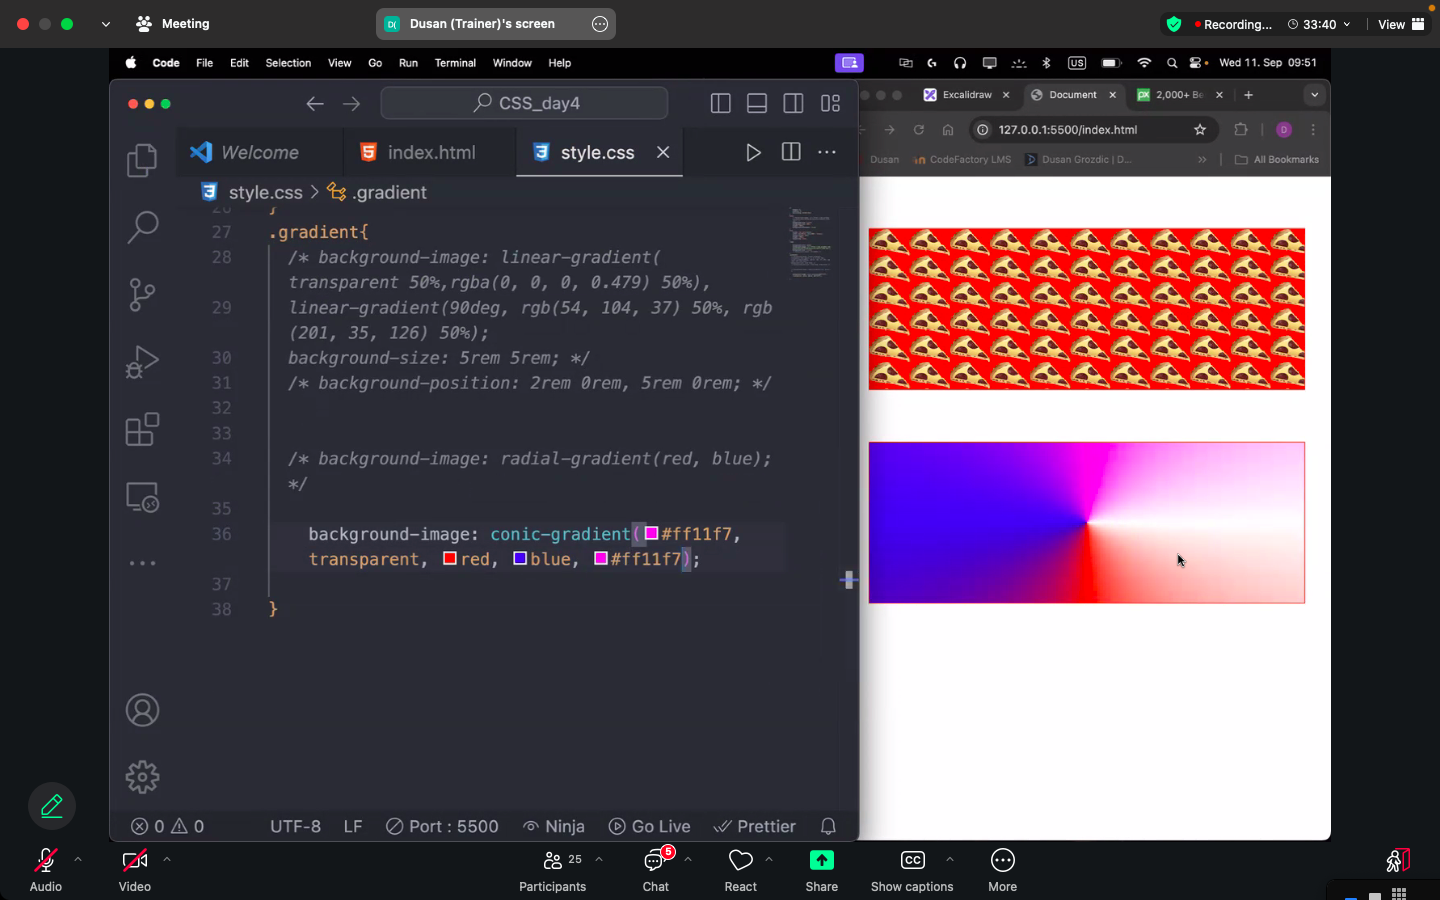 Meeting
D( Dusan (Trainer)'s screen
Recording...
33:40
View
Code File Edit Selection View Go Run Terminal Window Help
US
Wed 11. Sep 09:51
CSS_day4
Excalidraw
Document
2,000+ Be
Welcome
index.html
style.css
127.0.0.1:5500/index.html
D
Dusan
CodeFactory LMS
Dusan Grozdic | D...
All Bookmarks
style.css > .gradient
26 }
27 .gradient{
28 /* background-image: linear-gradient(
transparent 50%,rgba(0, 0, 0, 0.479) 50%),
29 linear-gradient(90deg, rgb(54, 104, 37) 50%, rgb
(201, 35, 126) 50%);
30 background-size: 5rem 5rem; */
31 /* background-position: 2rem 0rem, 5rem 0rem; */
32
33
34 /* background-image: radial-gradient(red, blue);
*/
35
36 background-image: conic-gradient(#ff11f7,
transparent, red, blue, #ff11f7);
37
38 }
0 0
UTF-8
LF
Port : 5500
Ninja
Go Live
Prettier
Audio
Video
25
Participants
5
Chat
React
Share
CC
Show captions
More